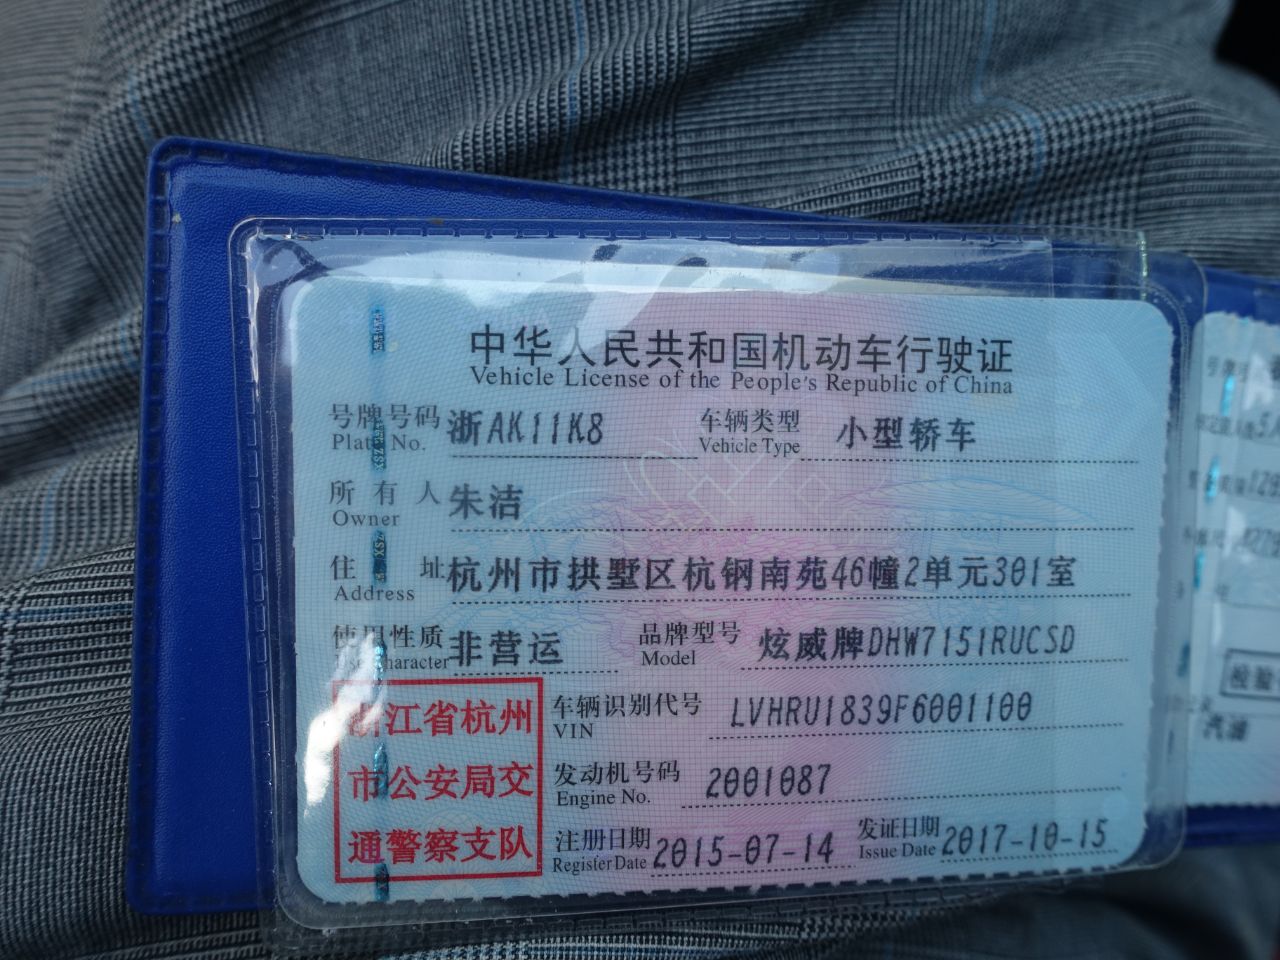 中华人民共和国机动车行驶证
Vehicle License of the People's Republic of China
号牌号码 浙AK11K8 车辆类型 小型轿车
Plate No. Vehicle Type
所有人 朱洁
Owner
住址 杭州市拱墅区杭钢南苑46幢2单元301室
Address
使用性质 非营运 品牌型号 炫威牌DHW7151RUCSD
Use Character Model
浙江省杭州
市公安局交
通警察支队
车辆识别代号 LVHRU1839F6001100
VIN
发动机号码 2001087
Engine No.
注册日期 2015-07-14 发证日期 2017-10-15
Register Date Issue Date
检验
汽油